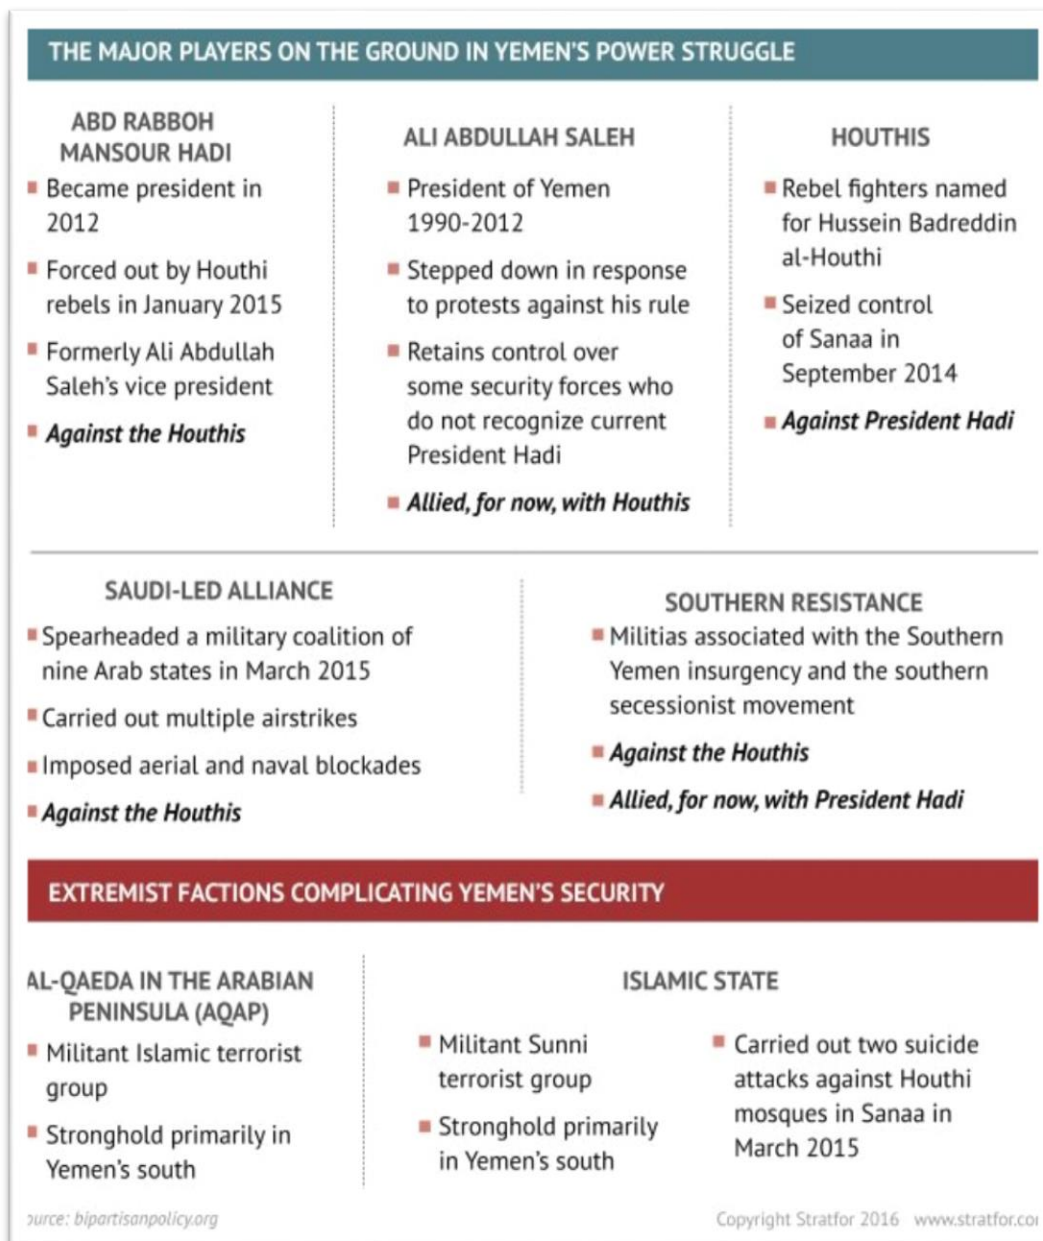 THE MAJOR PLAYERS ON THE GROUND IN YEMEN'S POWER STRUGGLE
ABD RABBOH
MANSOUR HADI
Became president in
2012
Forced out by Houthi
rebels in January 2015
Formerly Ali Abdullah
Saleh's vice president
Against the Houthis
ALI ABDULLAH SALEH
President of Yemen
1990-2012
Stepped down in response
to protests against his rule
Retains control over
some security forces who
do not recognize current
President Hadi
Allied, for now, with Houthis
HOUTHIS
Rebel fighters named
for Hussein Badreddin
al-Houthi
Seized control
of Sanaa in
September 2014
Against President Hadi
SAUDI-LED ALLIANCE
Spearheaded a military coalition of
nine Arab states in March 2015
Carried out multiple airstrikes
Imposed aerial and naval blockades
Against the Houthis
SOUTHERN RESISTANCE
Militias associated with the Southern
Yemen insurgency and the southern
secessionist movement
Against the Houthis
Allied, for now, with President Hadi
EXTREMIST FACTIONS COMPLICATING YEMEN'S SECURITY
AL-QAEDA IN THE ARABIAN
PENINSULA (AQAP)
Militant Islamic terrorist
group
Stronghold primarily in
Yemen's south
ISLAMIC STATE
Militant Sunni
terrorist group
Stronghold primarily
in Yemen's south
Carried out two suicide
attacks against Houthi
mosques in Sanaa in
March 2015
ource: bipartisanpolicy.org
Copyright Stratfor 2016 www.stratfor.co